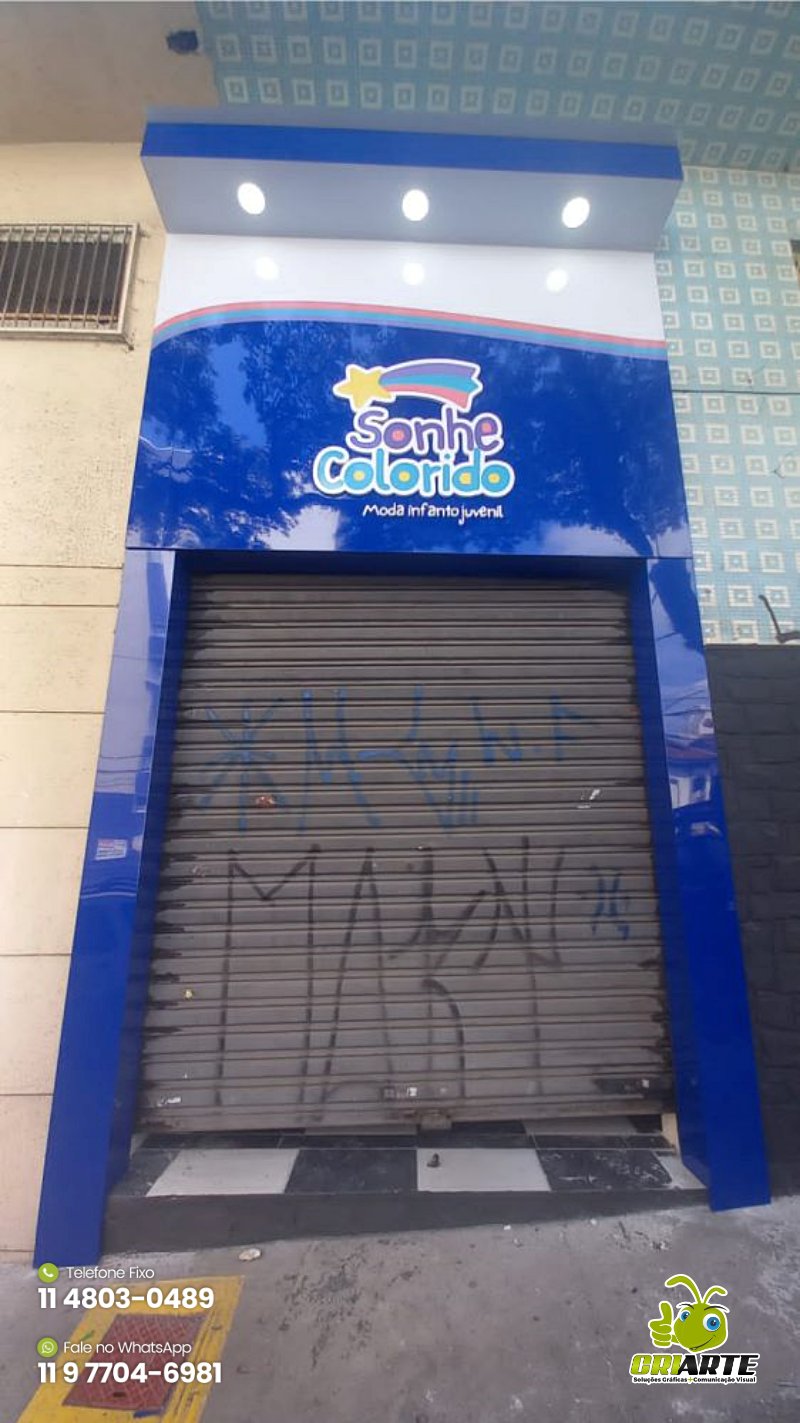 Sonhe
Colorido
Moda infanto juvenil
Telefone Fixo
11 4803-0489
Fale no WhatsApp
11 9 7704-6981
CRIARTE
Soluções Gráficas+Comunicação Visual